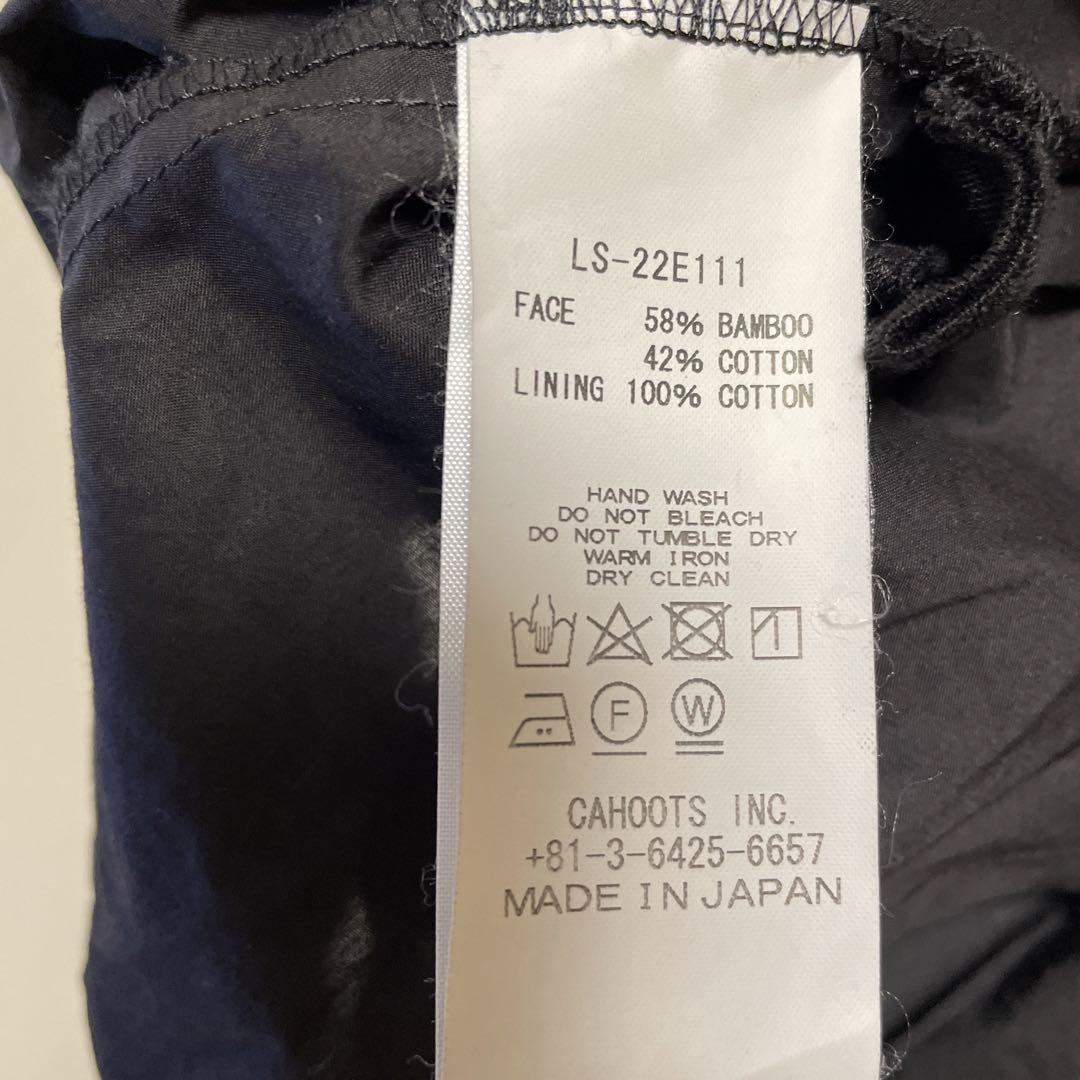 LS-22E111
FACE 58% BAMBOO
42% COTTON
LINING 100% COTTON
HAND WASH
DO NOT BLEACH
DO NOT TUMBLE DRY
WARM IRON
DRY CLEAN
F W
CAHOOTS INC.
+81-3-6425-6657
MADE IN JAPAN